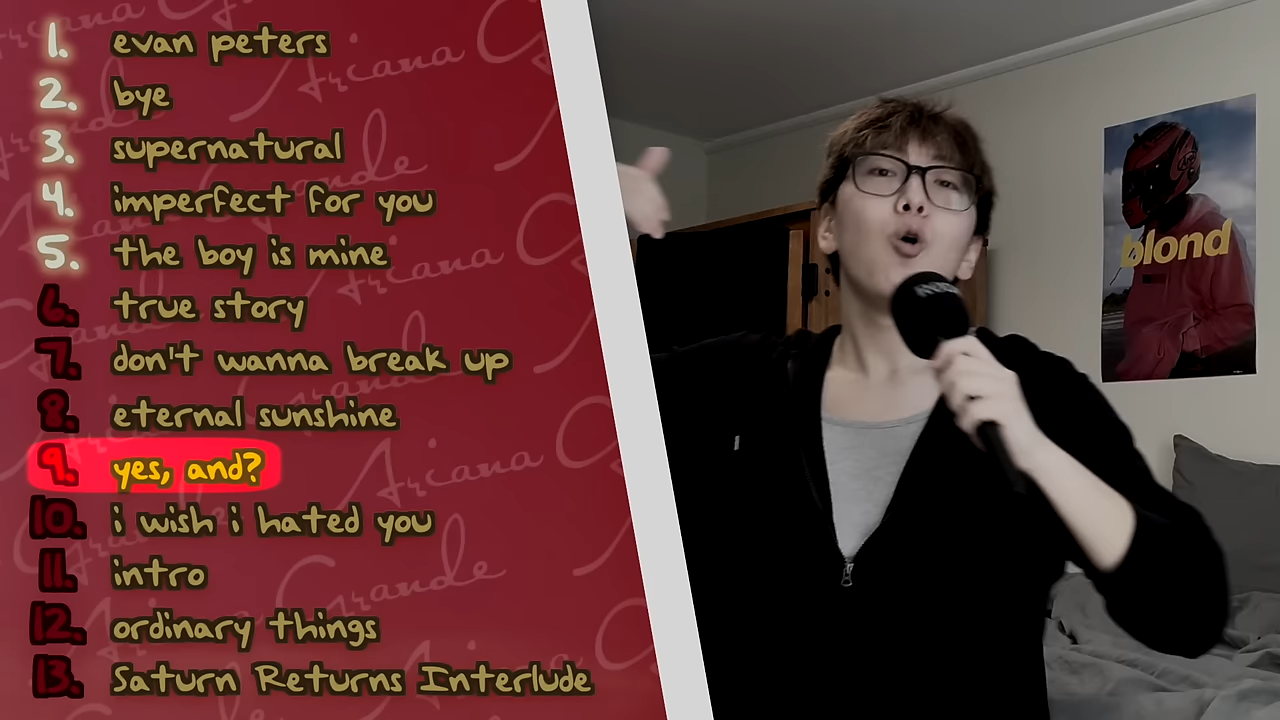 1. evan peters
2. bye
3. supernatural
4. imperfect for you
5. the boy is mine
6. true story
7. don't wanna break up
8. eternal sunshine
9. yes, and?
10. i wish i hated you
11. intro
12. ordinary things
13. Saturn Returns Interlude
Ariana Grande
blond